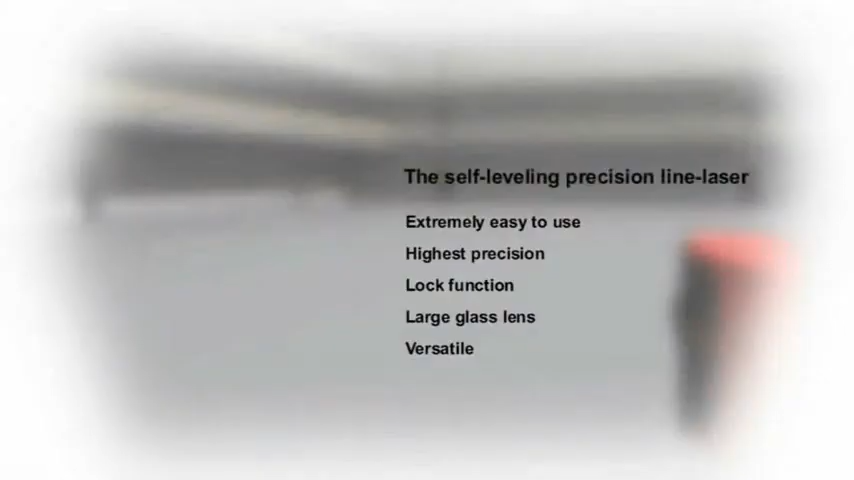 The self-leveling precision line-laser
Extremely easy to use
Highest precision
Lock function
Large glass lens
Versatile